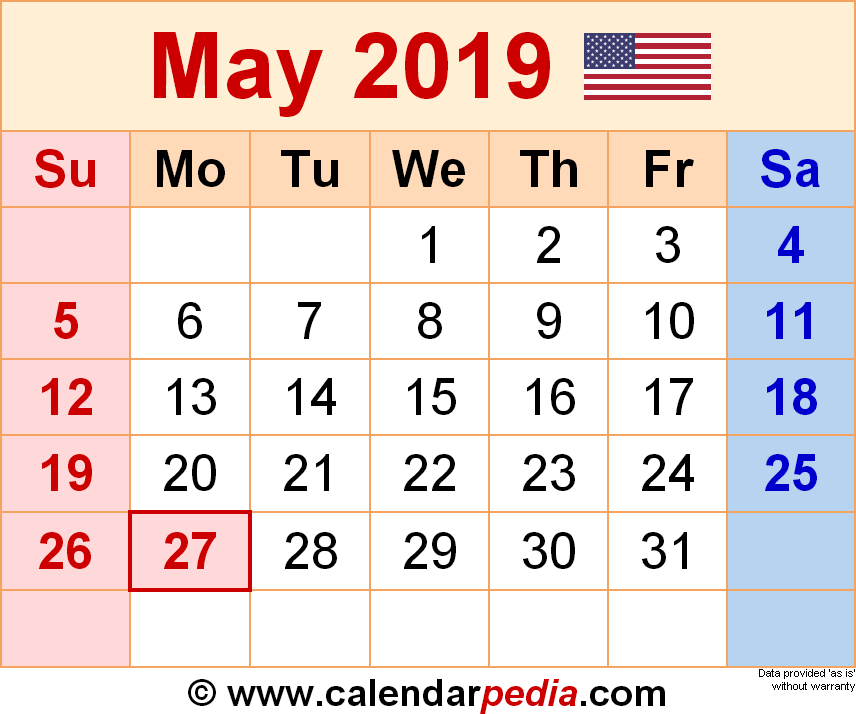 May 2019
Su Mo Tu We Th Fr Sa
1 2 3 4
5 6 7 8 9 10 11
12 13 14 15 16 17 18
19 20 21 22 23 24 25
26 27 28 29 30 31
© www.calendarpedia.com
Data provided 'as is'
without warranty